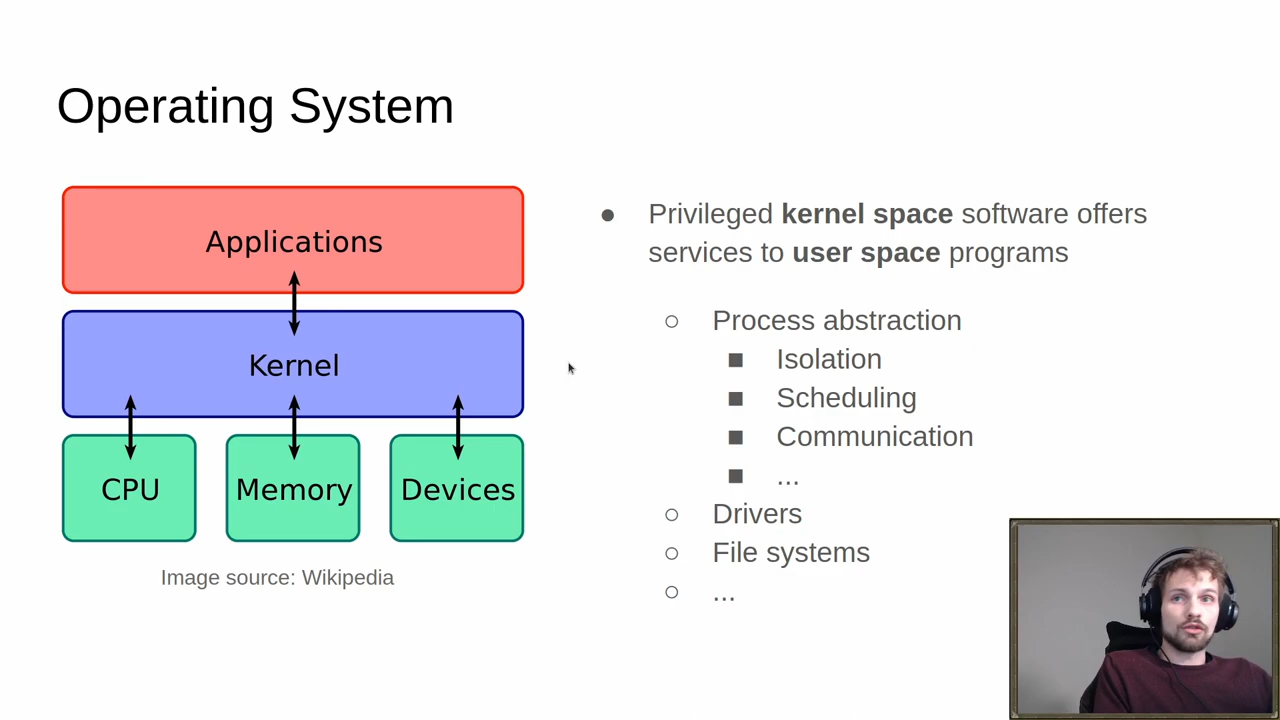 Operating System
Applications
Kernel
CPU
Memory
Devices
Image source: Wikipedia
● Privileged kernel space software offers
services to user space programs
○ Process abstraction
■ Isolation
■ Scheduling
■ Communication
■ ...
○ Drivers
○ File systems
○ ...